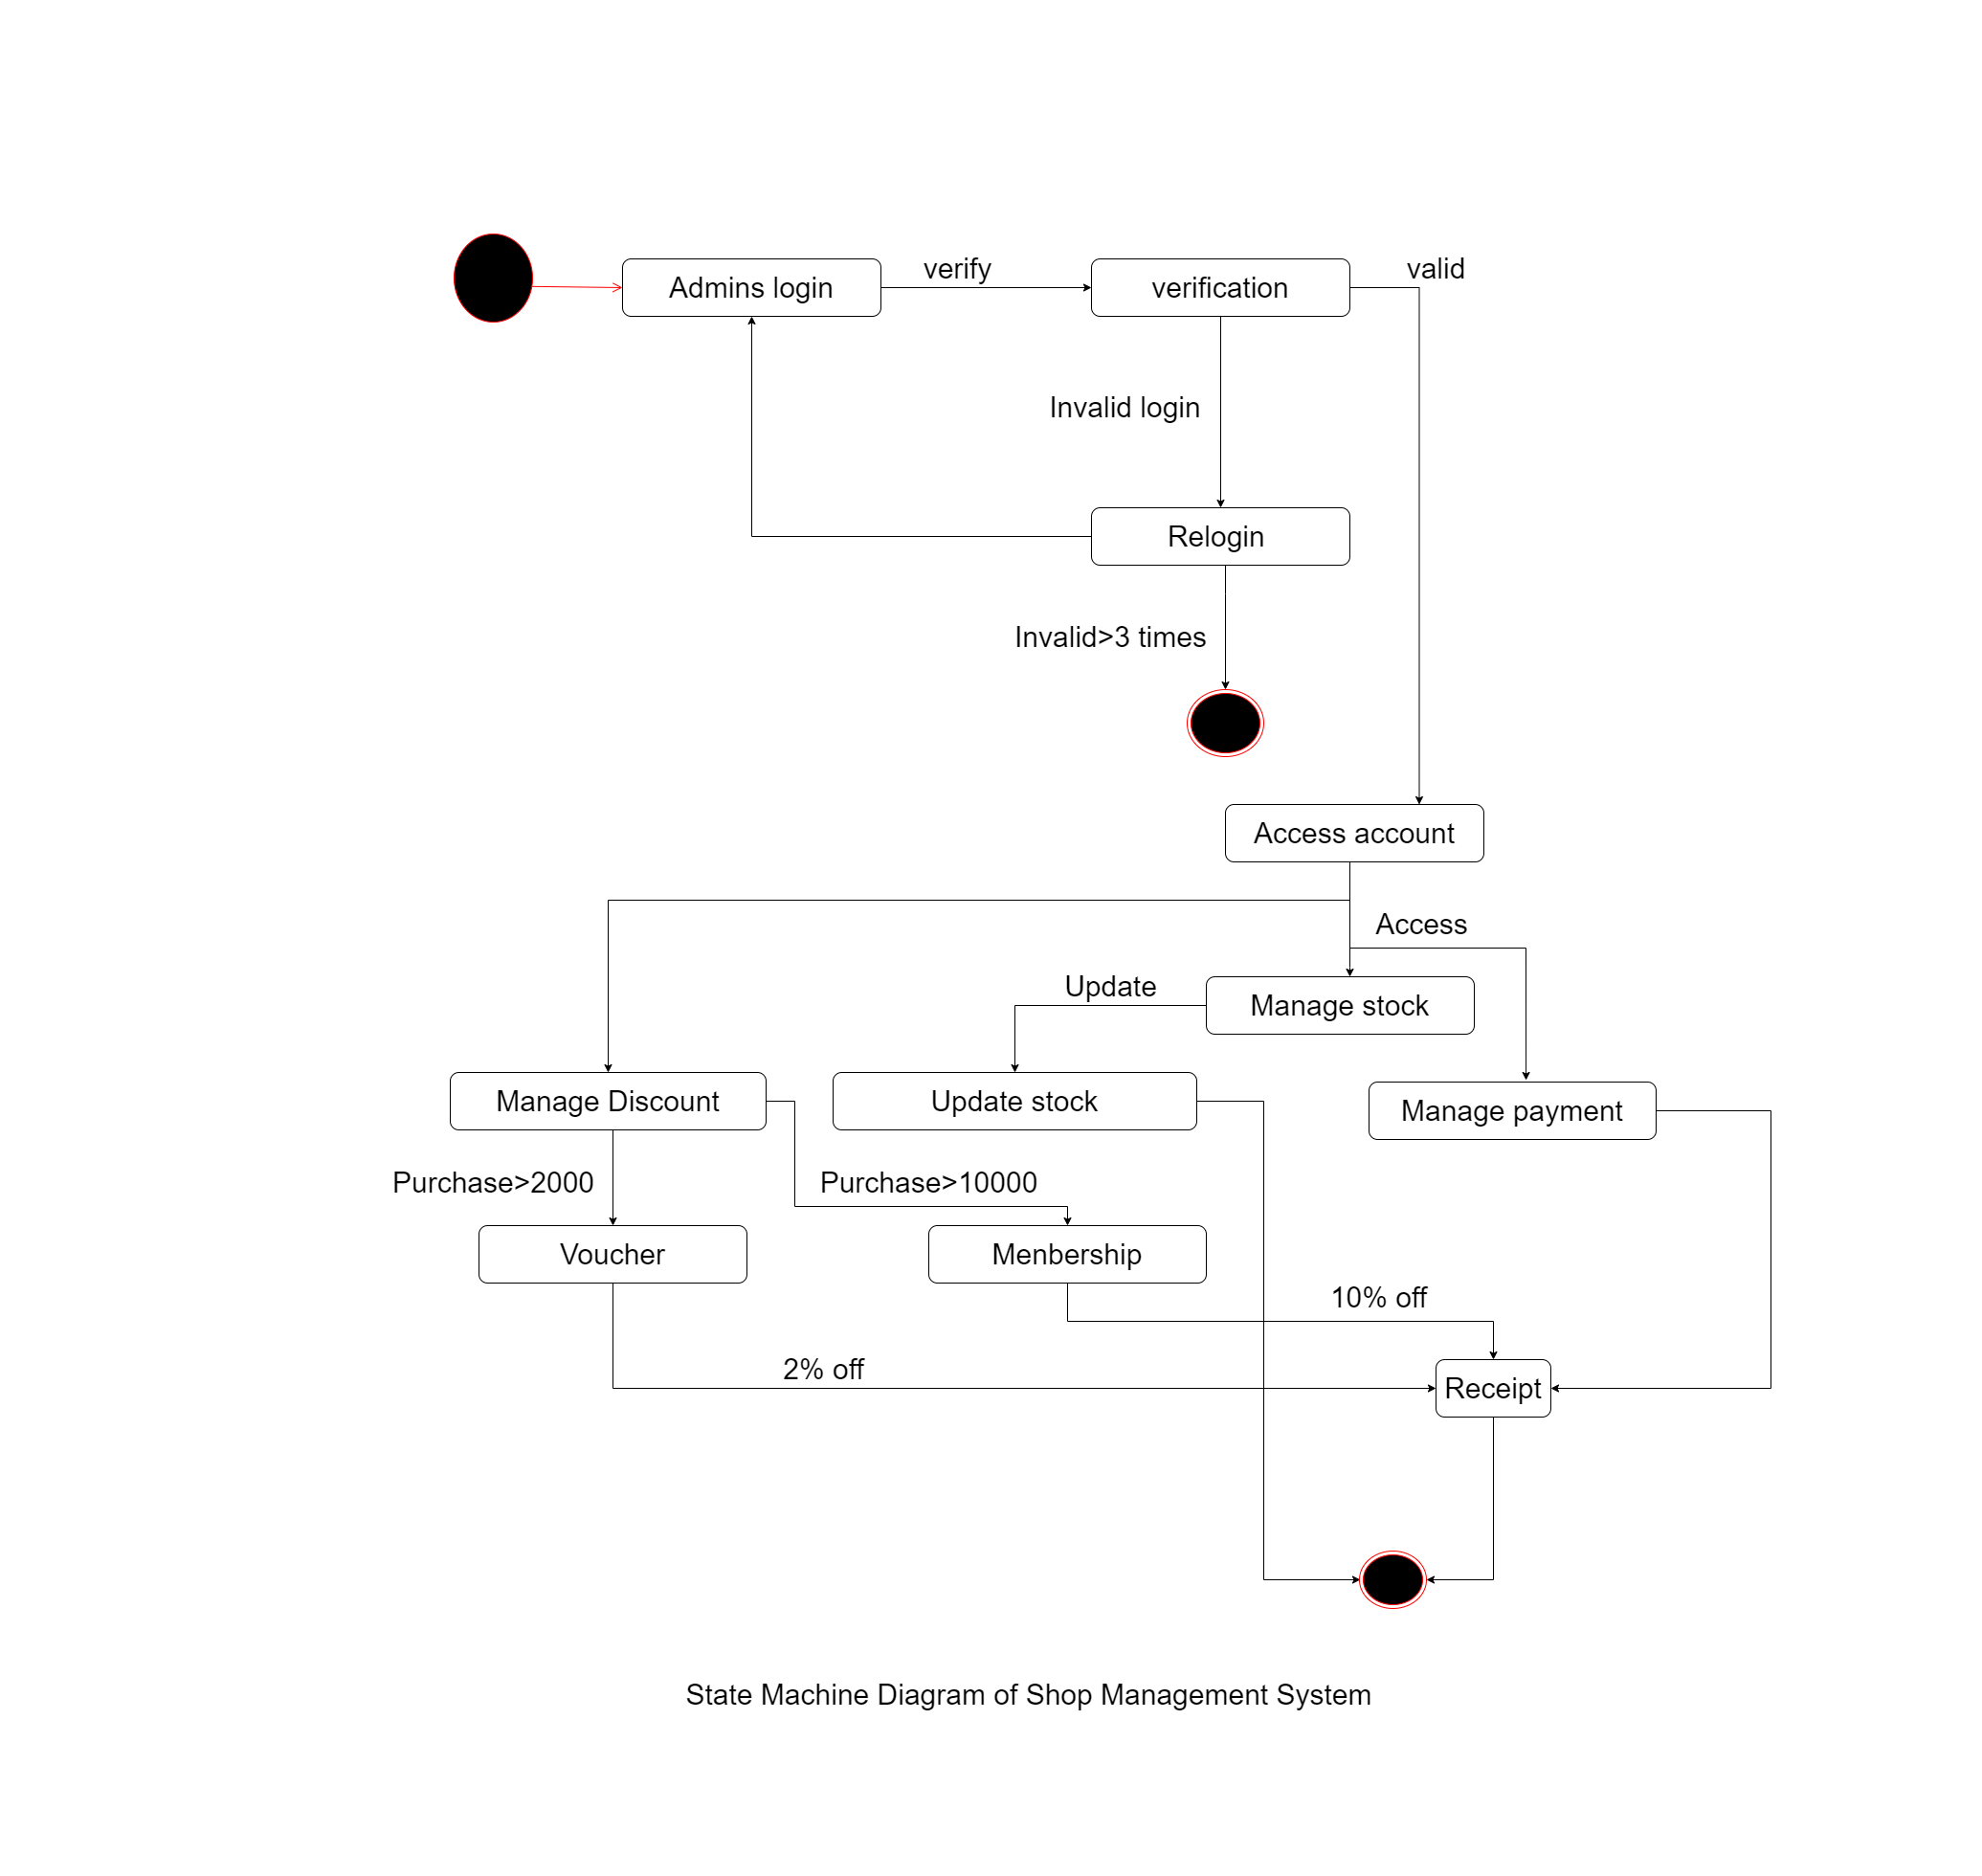 Admins login
verify
verification
valid
Invalid login
Relogin
Invalid>3 times
Access account
Access
Update
Manage stock
Manage Discount
Update stock
Manage payment
Purchase>2000
Purchase>10000
Voucher
Menbership
10% off
2% off
Receipt
State Machine Diagram of Shop Management System